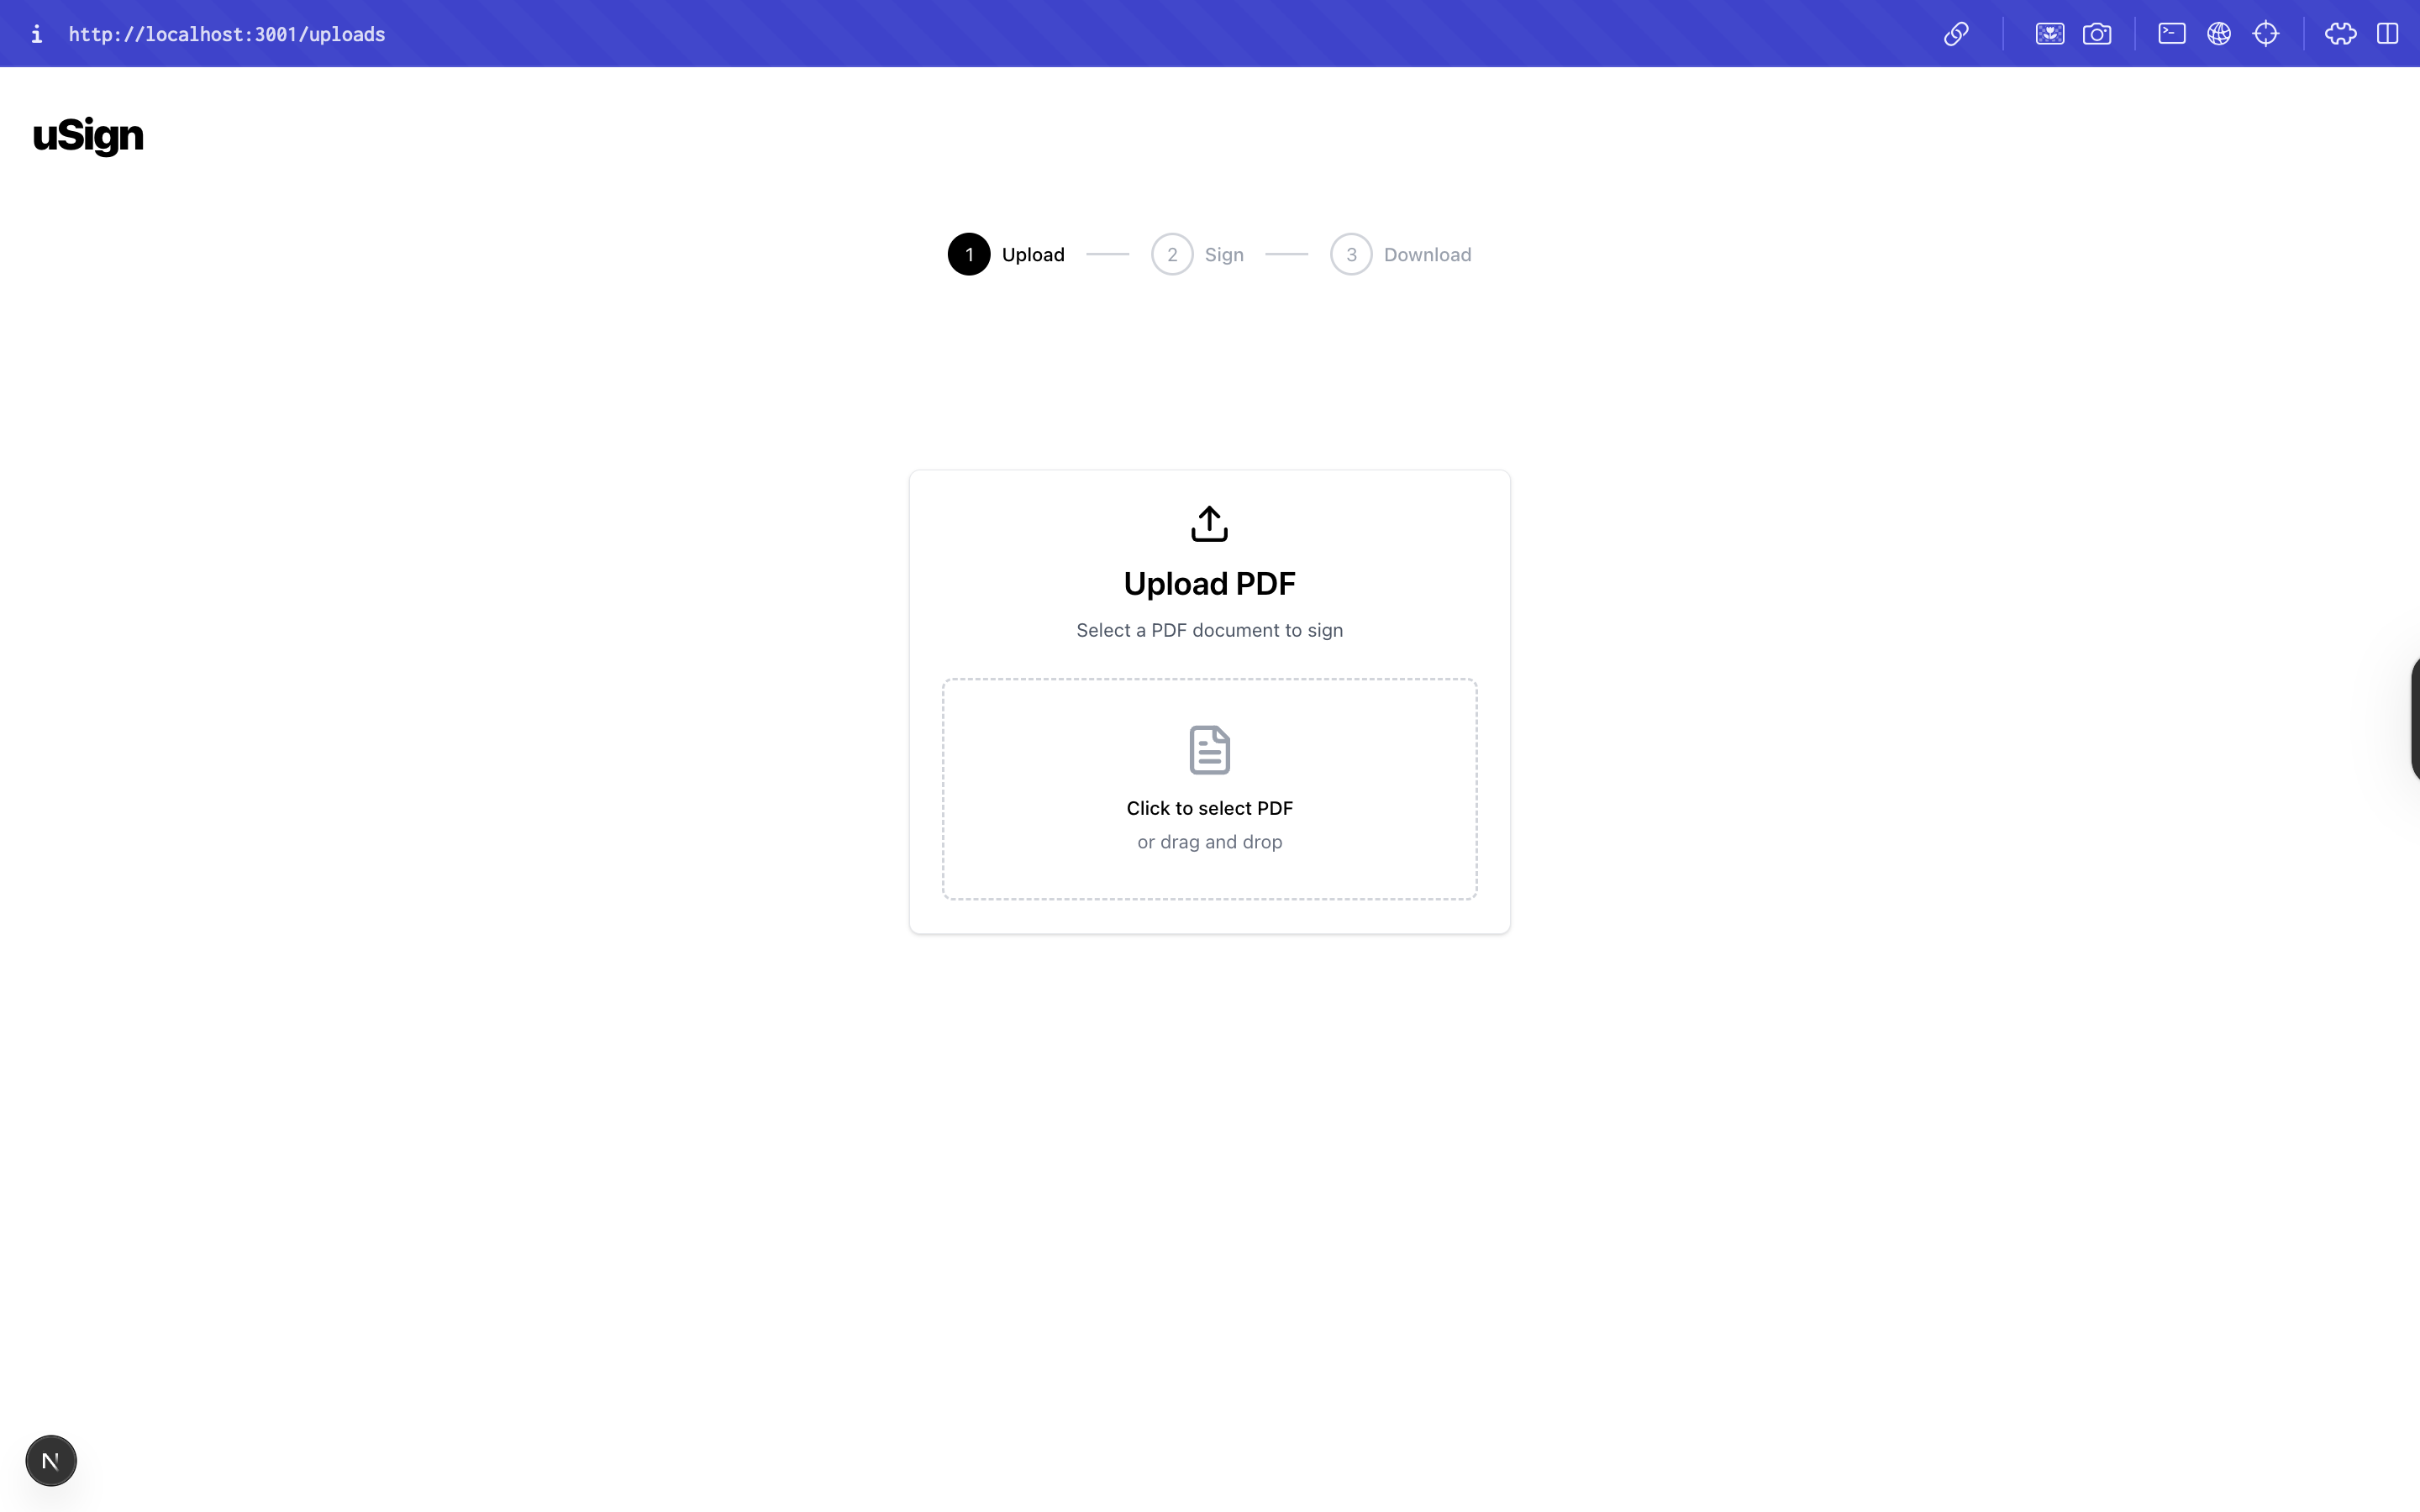 i http://localhost:3001/uploads
uSign
1 Upload 2 Sign 3 Download
Upload PDF
Select a PDF document to sign
Click to select PDF
or drag and drop
N